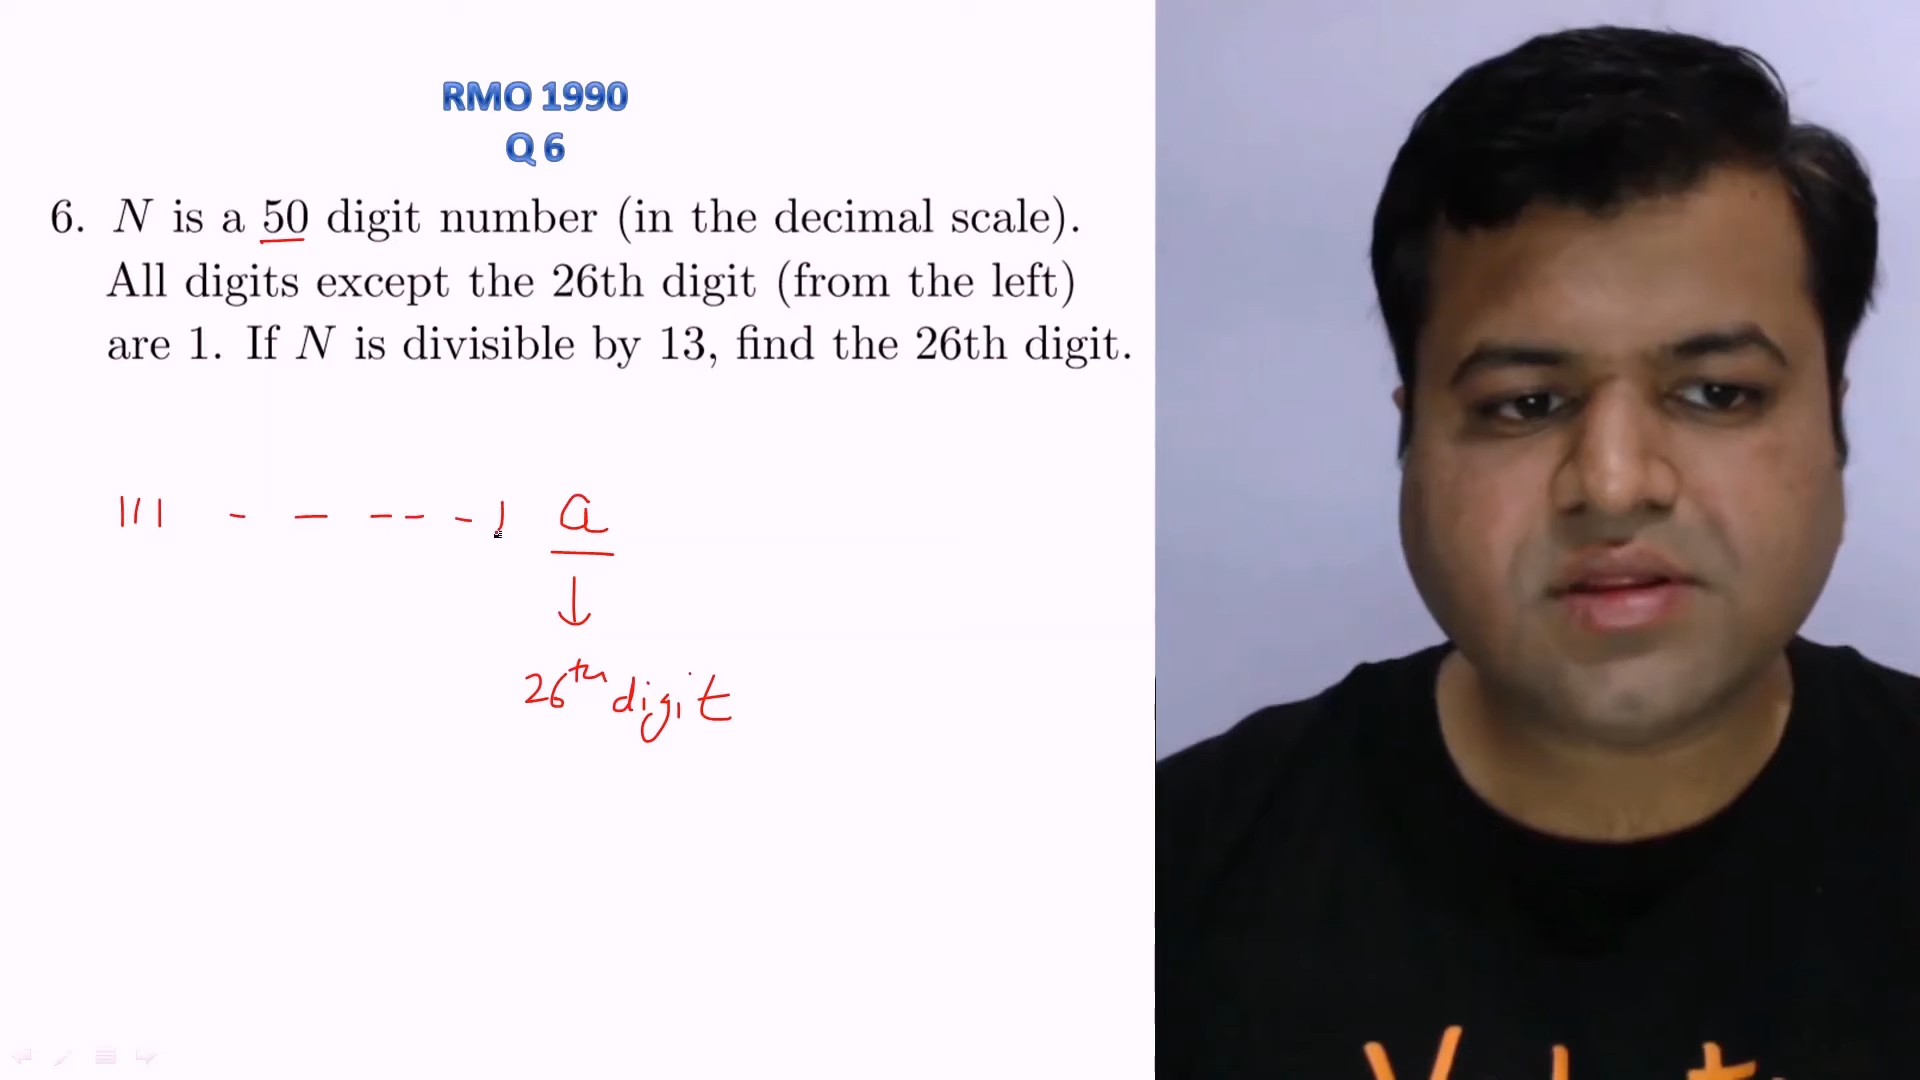 RMO 1990
Q 6
6. N is a 50 digit number (in the decimal scale).
All digits except the 26th digit (from the left)
are 1. If N is divisible by 13, find the 26th digit.
111 - - - - - 1 a
↓
26th digit